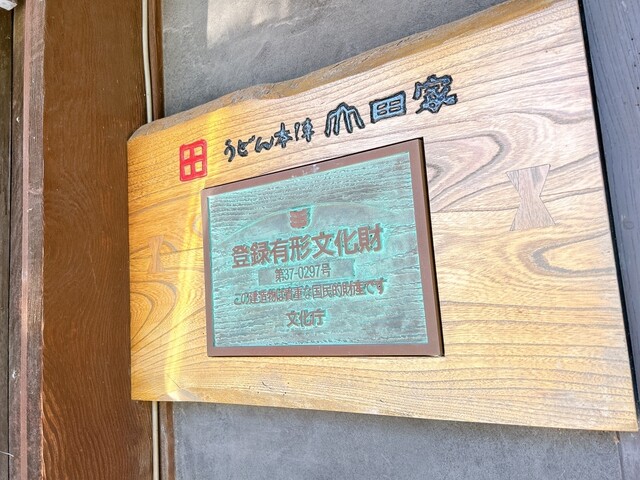 うどん本陣 山田家
登録有形文化財
第37-0297号
この建造物は貴重な国民的財産です
文化庁